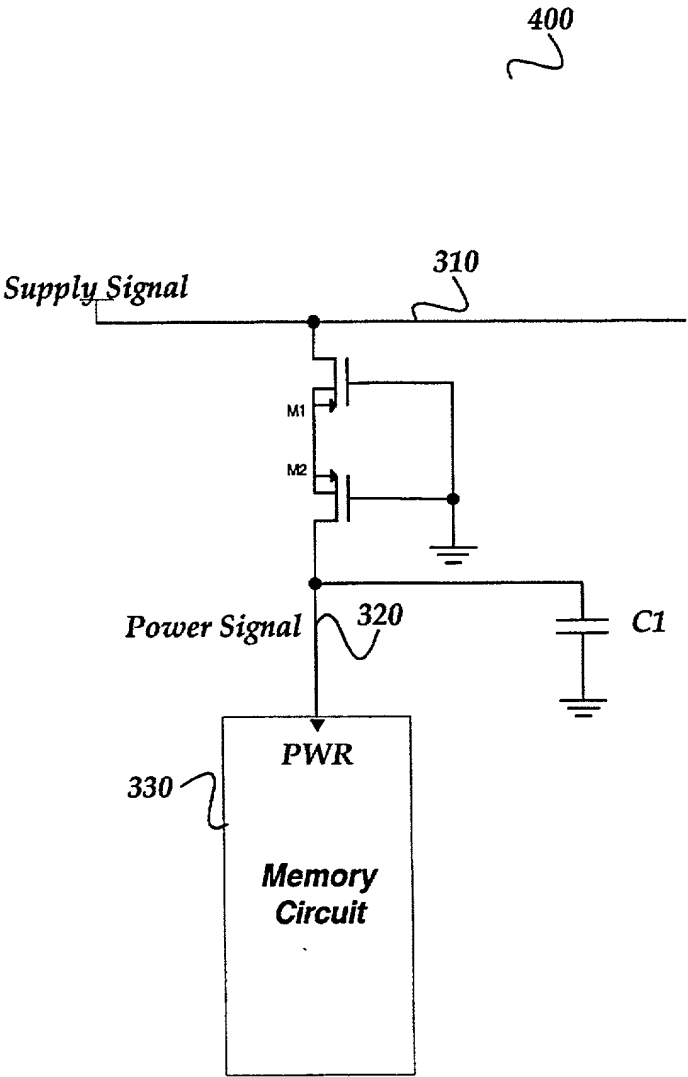 400
310
Supply Signal
M1
M2
Power Signal
320
C1
PWR
330
Memory
Circuit